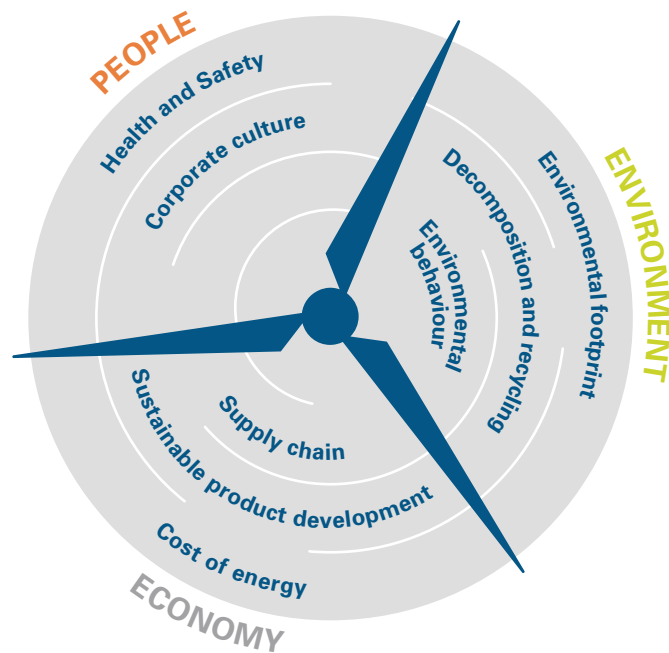 PEOPLE
Health and Safety
Corporate culture
ENVIRONMENT
Environmental footprint
Decomposition and recycling
Environmental
behaviour
ECONOMY
Supply chain
Sustainable product development
Cost of energy